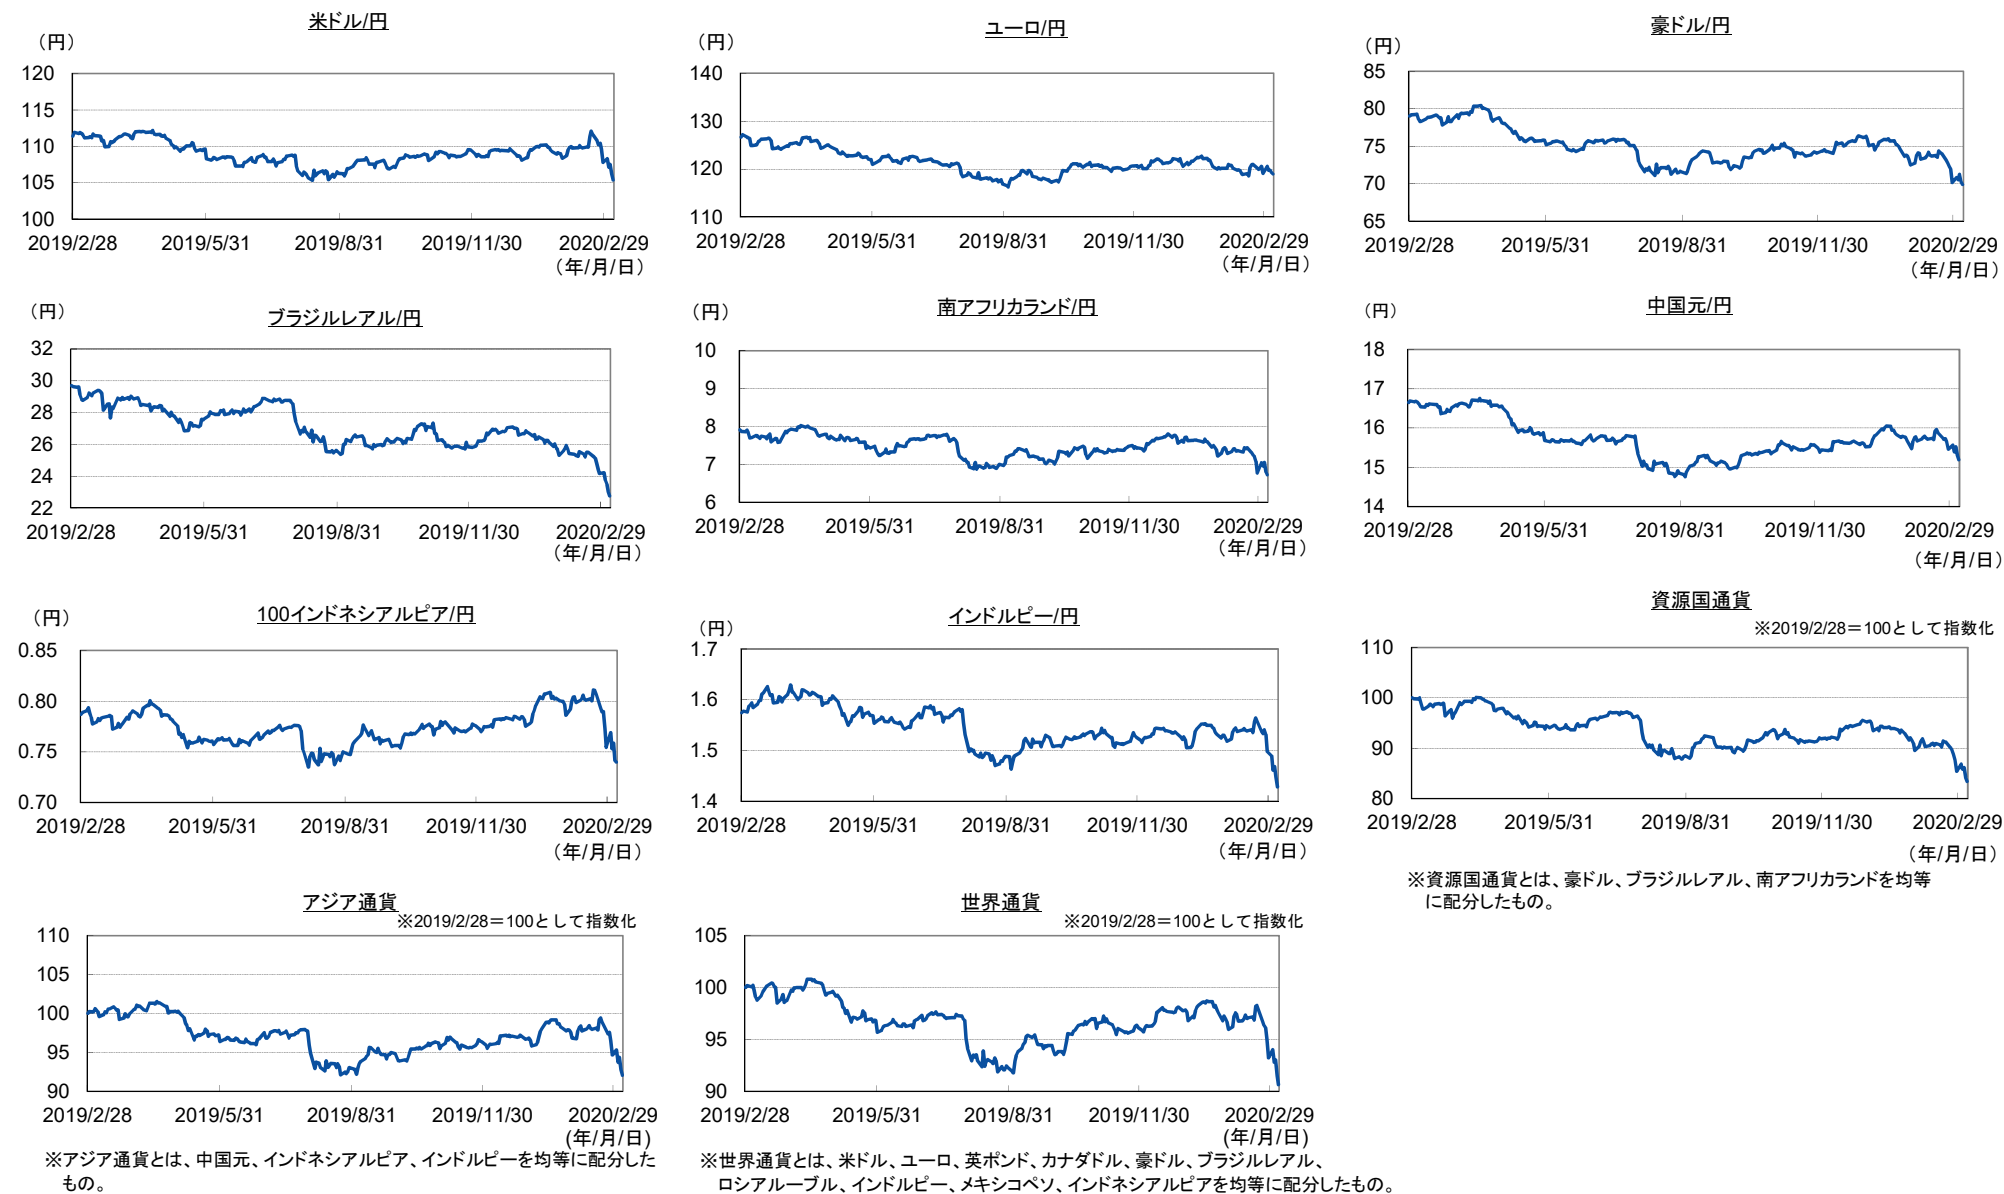 米ドル/円
（円）
120
115
110
105
100
2019/2/28 2019/5/31 2019/8/31 2019/11/30 2020/2/29
（年/月/日）
ユーロ/円
（円）
140
130
120
110
2019/2/28 2019/5/31 2019/8/31 2019/11/30 2020/2/29
（年/月/日）
豪ドル/円
（円）
85
80
75
70
65
2019/2/28 2019/5/31 2019/8/31 2019/11/30 2020/2/29
（年/月/日）
ブラジルレアル/円
（円）
32
30
28
26
24
22
2019/2/28 2019/5/31 2019/8/31 2019/11/30 2020/2/29
（年/月/日）
南アフリカランド/円
（円）
10
9
8
7
6
2019/2/28 2019/5/31 2019/8/31 2019/11/30 2020/2/29
（年/月/日）
中国元/円
（円）
18
17
16
15
14
2019/2/28 2019/5/31 2019/8/31 2019/11/30 2020/2/29
（年/月/日）
100インドネシアルピア/円
（円）
0.85
0.80
0.75
0.70
2019/2/28 2019/5/31 2019/8/31 2019/11/30 2020/2/29
（年/月/日）
インドルピー/円
（円）
1.7
1.6
1.5
1.4
2019/2/28 2019/5/31 2019/8/31 2019/11/30 2020/2/29
（年/月/日）
資源国通貨
※2019/2/28＝100として指数化
110
100
90
80
2019/2/28 2019/5/31 2019/8/31 2019/11/30 2020/2/29
（年/月/日）
※資源国通貨とは、豪ドル、ブラジルレアル、南アフリカランドを均等
に配分したもの。
アジア通貨
※2019/2/28＝100として指数化
110
105
100
95
90
2019/2/28 2019/5/31 2019/8/31 2019/11/30 2020/2/29
(年/月/日)
※アジア通貨とは、中国元、インドネシアルピア、インドルピーを均等に配分した
もの。
世界通貨
※2019/2/28＝100として指数化
105
100
95
90
2019/2/28 2019/5/31 2019/8/31 2019/11/30 2020/2/29
(年/月/日)
※世界通貨とは、米ドル、ユーロ、英ポンド、カナダドル、豪ドル、ブラジルレアル、
ロシアルーブル、インドルピー、メキシコペソ、インドネシアルピアを均等に配分したもの。